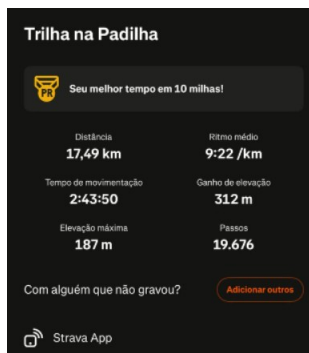 Trilha na Padilha
PR
Seu melhor tempo em 10 milhas!
Distância Ritmo médio
17,49 km 9:22 /km
Tempo de movimentação Ganho de elevação
2:43:50 312 m
Elevação máxima Passos
187 m 19.676
Com alguém que não gravou? Adicionar outros
Strava App